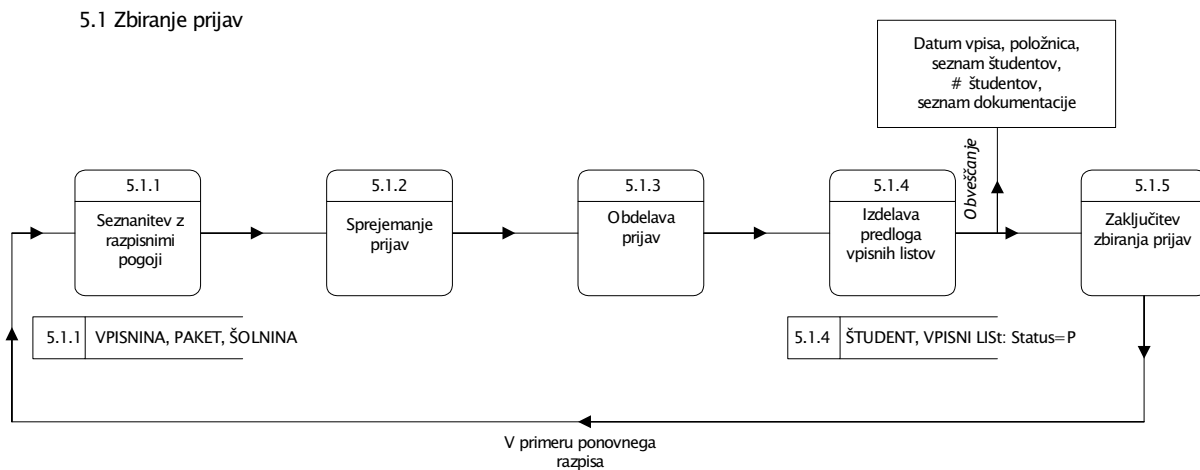 5.1 Zbiranje prijav
Datum vpisa, položnica,
seznam študentov,
# študentov,
seznam dokumentacije
Obveščanje
5.1.1
Seznanitev z
razpisnimi
pogoji
5.1.2
Sprejemanje
prijav
5.1.3
Obdelava
prijav
5.1.4
Izdelava
predloga
vpisnih listov
5.1.5
Zaključitev
zbiranja prijav
5.1.1 VPISNINA, PAKET, ŠOLNINA
5.1.4 ŠTUDENT, VPISNI LISt: Status=P
V primeru ponovnega
razpisa